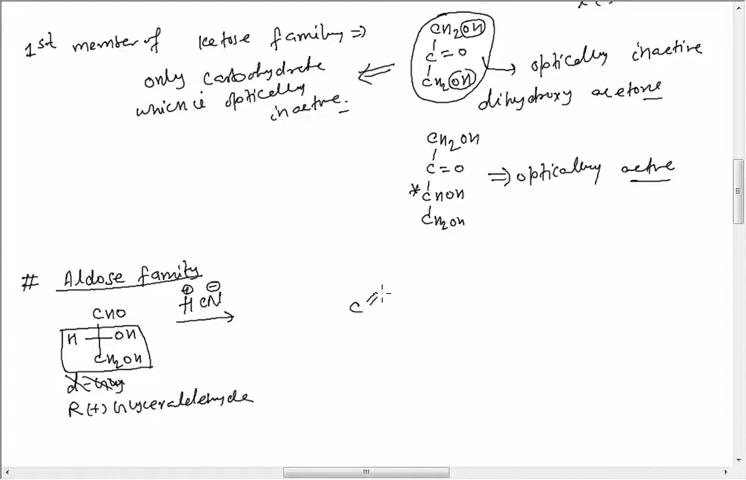 1st member of ketose family ⇒
only carbohydrate
which is optically
inactive.
CH2OH
C=O
CH2OH
→ optically inactive
dihydroxy acetone
CH2OH
C=O
*CHOH
CH2OH
⇒ optically active
# Aldose family
⊕ ⊖
H CN
CHO
H OH
CH2OH
R(+) Glyceraldehyde
C